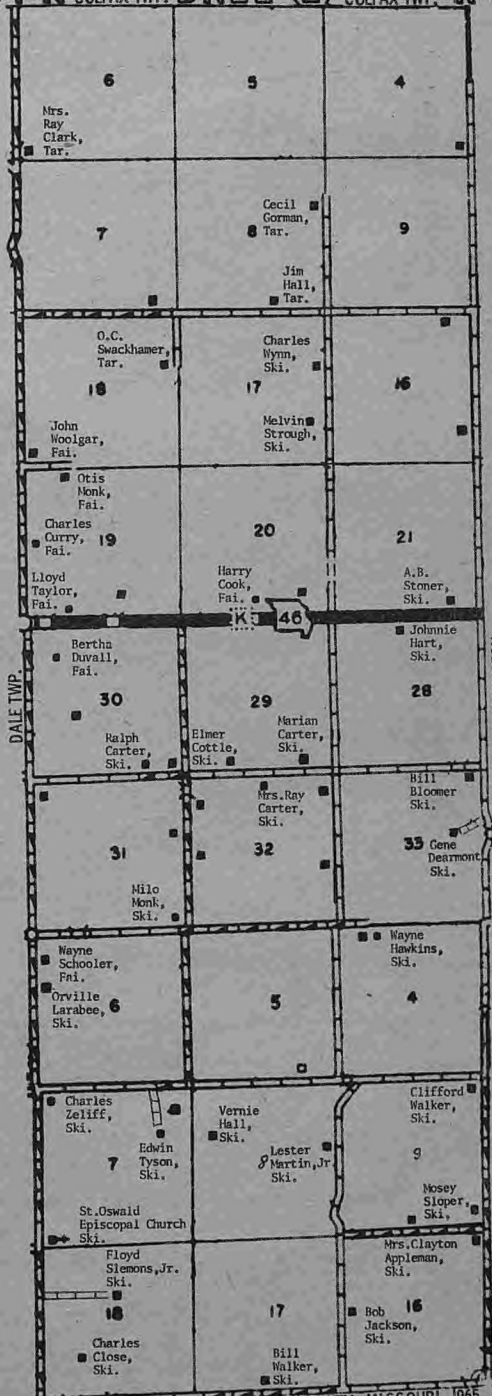 COLFAX TWP.
COLFAX TWP.
6
5
4
Mrs.
Ray
Clark,
Tar.
7
8
9
Cecil
Gorman,
Tar.
Jim
Hall,
Tar.
O.C.
Swackhamer,
Tar.
Charles
Wynn,
Ski.
18
17
16
John
Woolgar,
Fai.
Melvin
Strough,
Ski.
Otis
Monk,
Fai.
Charles
Curry,
Fai.
19
20
21
Lloyd
Taylor,
Fai.
Harry
Cook,
Fai.
A.B.
Stoner,
Ski.
K
46
DALE TWP.
Bertha
Duvall,
Fai.
Johnnie
Hart,
Ski.
30
29
28
Ralph
Carter,
Ski.
Elmer
Cottle,
Ski.
Marian
Carter,
Ski.
Mrs.Ray
Carter,
Ski.
Bill
Bloomer
Ski.
31
32
33
Gene
Dearmont
Ski.
Milo
Monk,
Ski.
Wayne
Schooler,
Fai.
Wayne
Hawkins,
Ski.
Orville
Larabee,
Ski.
6
5
4
Charles
Zeliff,
Ski.
Edwin
Tyson,
Ski.
Vernie
Hall,
Ski.
Lester
Martin,Jr.
Ski.
Clifford
Walker,
Ski.
7
8
9
Mosey
Sloper,
Ski.
St.Oswald
Episcopal Church
Ski.
Floyd
Slemons,Jr.
Ski.
Mrs.Clayton
Appleman,
Ski.
18
17
16
Bob
Jackson,
Ski.
Charles
Close,
Ski.
Bill
Walker,
Ski.